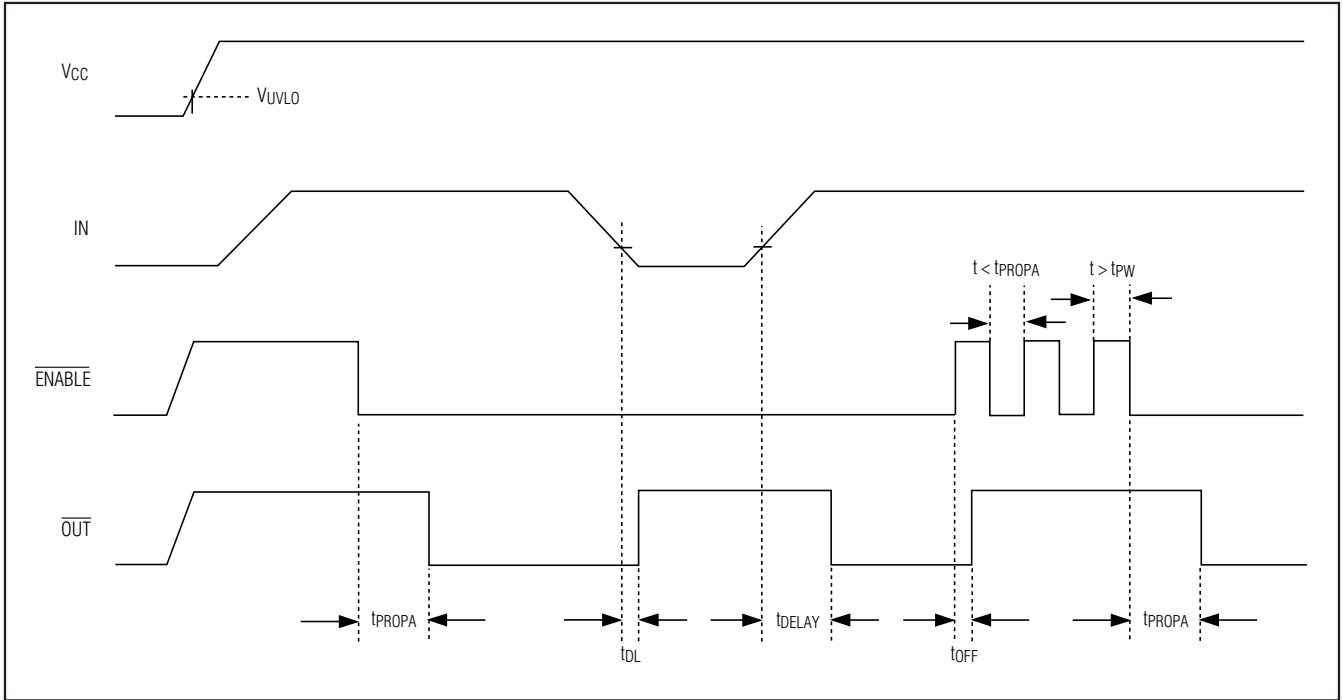 VCC
VUVLO
IN
t < tPROPA
t > tPW
ENABLE
OUT
tPROPA
tDL
tDELAY
tOFF
tPROPA